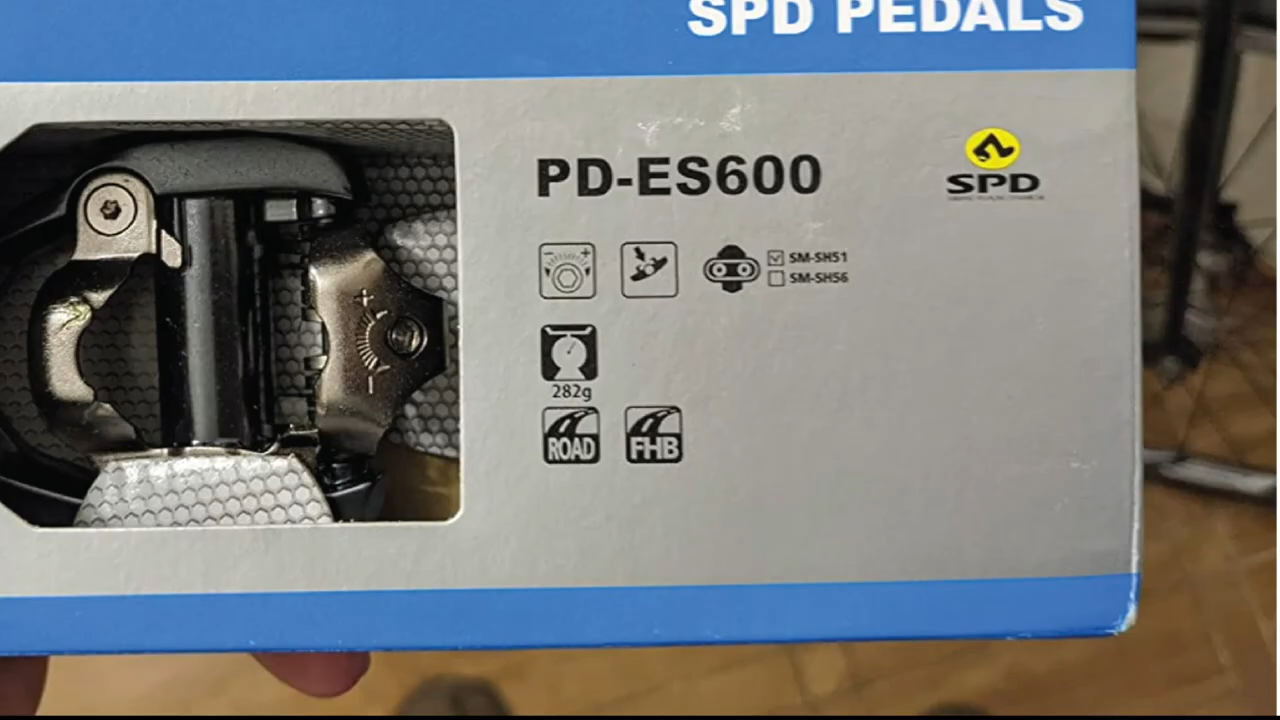 SPD PEDALS
PD-ES600
SPD
- +
SM-SH51
SM-SH56
+
-
282g
ROAD
FHB